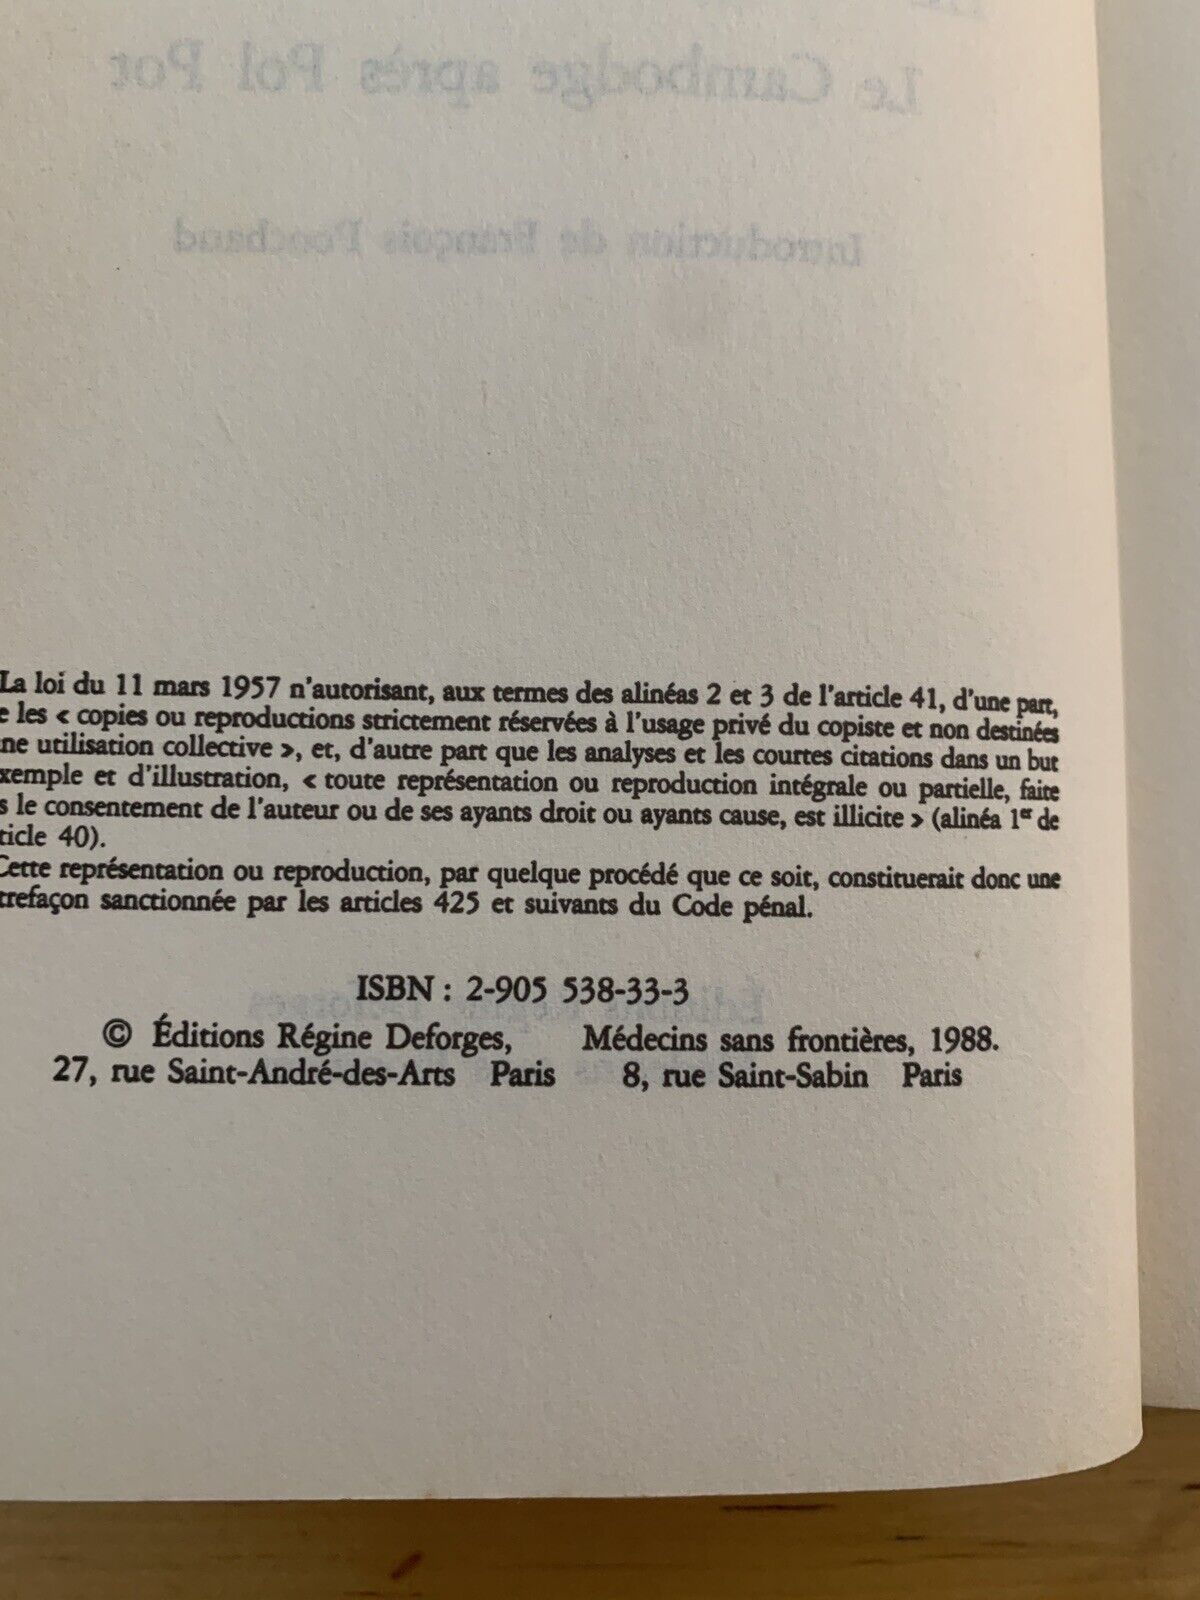 Le Cambodge après Pol Pot
Introduction de François Ponchaud
La loi du 11 mars 1957 n'autorisant, aux termes des alinéas 2 et 3 de l'article 41, d'une part,
e les « copies ou reproductions strictement réservées à l'usage privé du copiste et non destinées
ne utilisation collective », et, d'autre part que les analyses et les courtes citations dans un but
xemple et d'illustration, « toute représentation ou reproduction intégrale ou partielle, faite
s le consentement de l'auteur ou de ses ayants droit ou ayants cause, est illicite » (alinéa 1er de
ticle 40).
Cette représentation ou reproduction, par quelque procédé que ce soit, constituerait donc une
trefaçon sanctionnée par les articles 425 et suivants du Code pénal.
ISBN : 2-905 538-33-3
© Éditions Régine Deforges, Médecins sans frontières, 1988.
27, rue Saint-André-des-Arts Paris 8, rue Saint-Sabin Paris